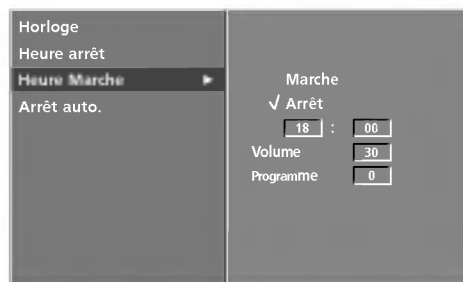 Horloge
Heure arrêt
Heure Marche ►
Arrêt auto.
Marche
√ Arrêt
18 : 00
Volume 30
Programme 0